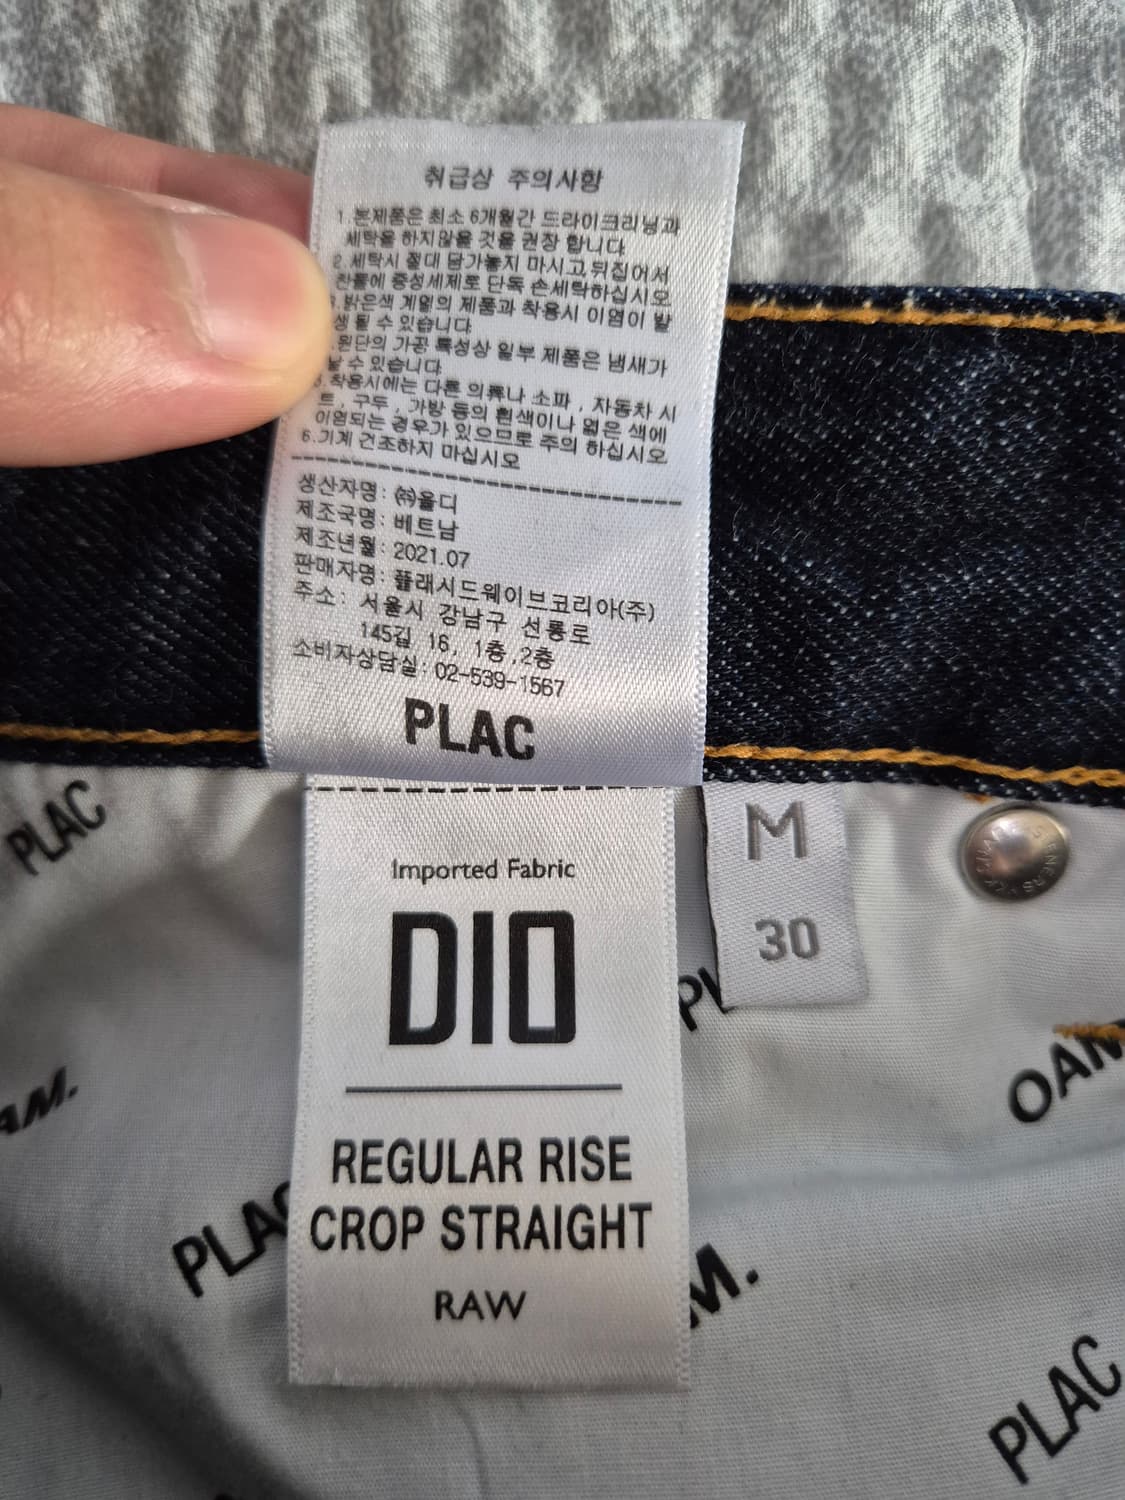 취급상 주의사항
1.본제품은 최소 6개월간 드라이크리닝과
세탁을 하지않을 것을 권장 합니다
2.세탁시 절대 담가놓지 마시고,뒤집어서
찬물에 중성세제로 단독 손세탁하십시오
밝은색 계열의 제품과 착용시 이염이 발
생 될 수 있습니다
원단의 가공 특성상 일부 제품은 냄새가
날 수 있습니다
착용시에는 다른 의류나 소파 , 자동차 시
트 , 구두 , 가방 등의 흰색이나 엷은 색에
이염되는 경우가 있으므로 주의 하십시오
6.기계 건조하지 마십시오
생산자명: ㈜올디
제조국명: 베트남
제조년월: 2021.07
판매자명: 플래시드웨이브코리아(주)
주소: 서울시 강남구 선릉로
145길 16, 1층,2층
소비자상담실: 02-539-1567
PLAC
PLAC
Imported Fabric
DIO
REGULAR RISE
CROP STRAIGHT
RAW
M
30
PL
OAM
AM.
PLAC
M.
PLAC